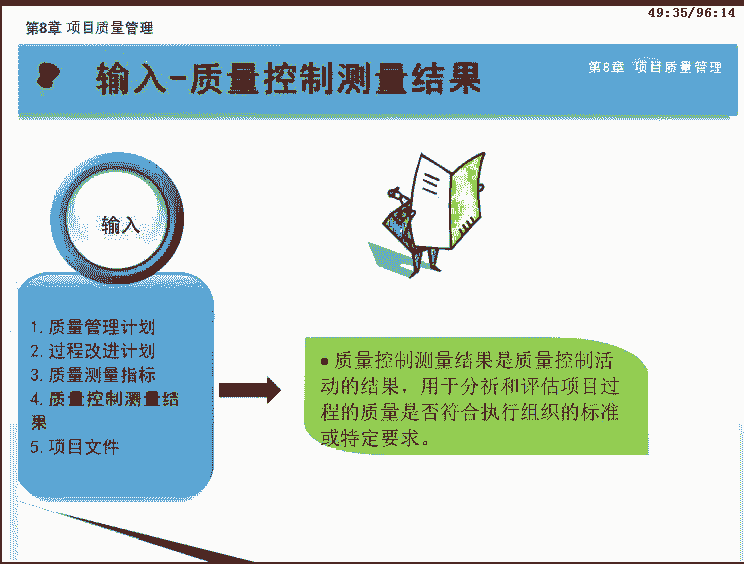 49:35/96:14
第8章 项目质量管理
输入-质量控制测量结果
第8章 项目质量管理
输入
1. 质量管理计划
2. 过程改进计划
3. 质量测量指标
4. 质量控制测量结
果
5. 项目文件
• 质量控制测量结果是质量控制活
动的结果，用于分析和评估项目过
程的质量是否符合执行组织的标准
或特定要求。